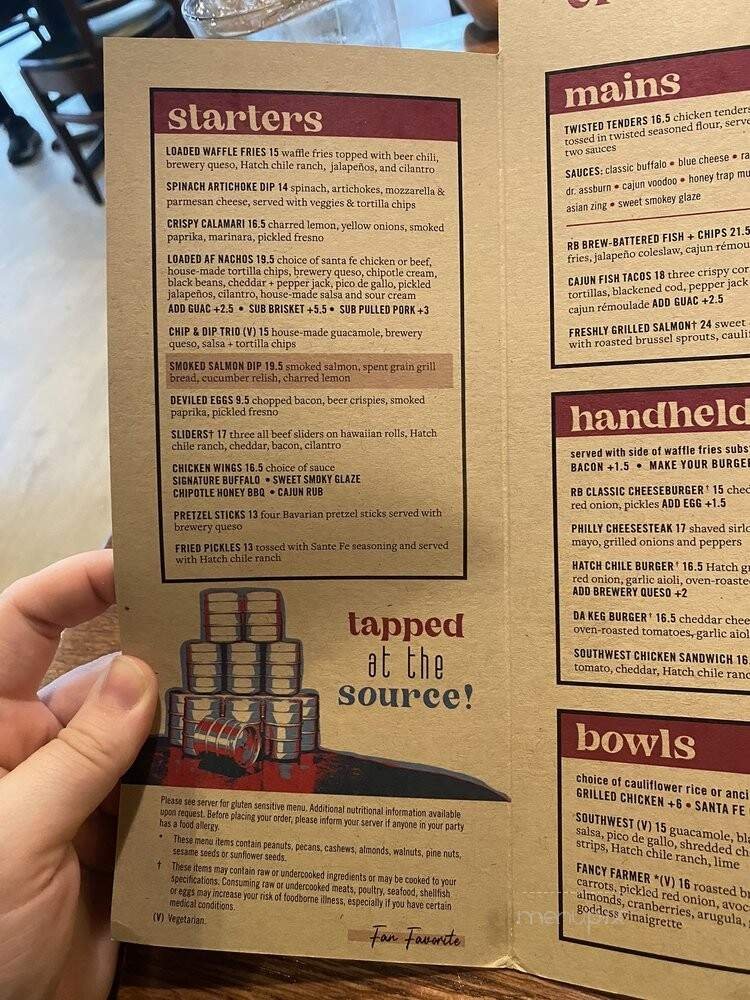 starters
LOADED WAFFLE FRIES 15 waffle fries topped with beer chili,
brewery queso, Hatch chile ranch, jalapeños, and cilantro
SPINACH ARTICHOKE DIP 14 spinach, artichokes, mozzarella &
parmesan cheese, served with veggies & tortilla chips
CRISPY CALAMARI 16.5 charred lemon, yellow onions, smoked
paprika, marinara, pickled fresno
LOADED AF NACHOS 19.5 choice of santa fe chicken or beef,
house-made tortilla chips, brewery queso, chipotle cream,
black beans, cheddar + pepper jack, pico de gallo, pickled
jalapeños, cilantro, house-made salsa and sour cream
ADD GUAC +2.5 • SUB BRISKET +5.5 • SUB PULLED PORK +3
CHIP & DIP TRIO (V) 15 house-made guacamole, brewery
queso, salsa + tortilla chips
SMOKED SALMON DIP 19.5 smoked salmon, spent grain grill
bread, cucumber relish, charred lemon
DEVILED EGGS 9.5 chopped bacon, beer crispies, smoked
paprika, pickled fresno
SLIDERS† 17 three all beef sliders on hawaiian rolls, Hatch
chile ranch, cheddar, bacon, cilantro
CHICKEN WINGS 16.5 choice of sauce
SIGNATURE BUFFALO • SWEET SMOKY GLAZE
CHIPOTLE HONEY BBQ • CAJUN RUB
PRETZEL STICKS 13 four Bavarian pretzel sticks served with
brewery queso
FRIED PICKLES 13 tossed with Sante Fe seasoning and served
with Hatch chile ranch
tapped
at the
source!
Please see server for gluten sensitive menu. Additional nutritional information available
upon request. Before placing your order, please inform your server if anyone in your party
has a food allergy.
* These menu items contain peanuts, pecans, cashews, almonds, walnuts, pine nuts,
sesame seeds or sunflower seeds.
† These items may contain raw or undercooked ingredients or may be cooked to your
specifications. Consuming raw or undercooked meats, poultry, seafood, shellfish
or eggs may increase your risk of foodborne illness, especially if you have certain
medical conditions.
(V) Vegetarian.
Fan Favorite
mains
TWISTED TENDERS 16.5 chicken tenders
tossed in twisted seasoned flour, serve
two sauces
SAUCES: classic buffalo • blue cheese • ra
dr. assburn • cajun voodoo • honey trap mu
asian zing • sweet smokey glaze
RB BREW-BATTERED FISH + CHIPS 21.5
fries, jalapeño coleslaw, cajun rémou
CAJUN FISH TACOS 18 three crispy cor
tortillas, blackened cod, pepper jack
cajun rémoulade ADD GUAC +2.5
FRESHLY GRILLED SALMON† 24 sweet
with roasted brussel sprouts, cauli
handheld
served with side of waffle fries subs
BACON +1.5 • MAKE YOUR BURGE
RB CLASSIC CHEESEBURGER† 15 ched
red onion, pickles ADD EGG +1.5
PHILLY CHEESESTEAK 17 shaved sirlo
mayo, grilled onions and peppers
HATCH CHILE BURGER† 16.5 Hatch gr
red onion, garlic aioli, oven-roaste
ADD BREWERY QUESO +2
DA KEG BURGER† 16.5 cheddar chee
oven-roasted tomatoes, garlic aiol
SOUTHWEST CHICKEN SANDWICH 16
tomato, cheddar, Hatch chile ranc
bowls
choice of cauliflower rice or anci
GRILLED CHICKEN +6 • SANTA FE
SOUTHWEST (V) 15 guacamole, bla
salsa, pico de gallo, shredded ch
strips, Hatch chile ranch, lime
FANCY FARMER *(V) 16 roasted br
carrots, pickled red onion, avoc
almonds, cranberries, arugula,
goddess vinaigrette
menupix